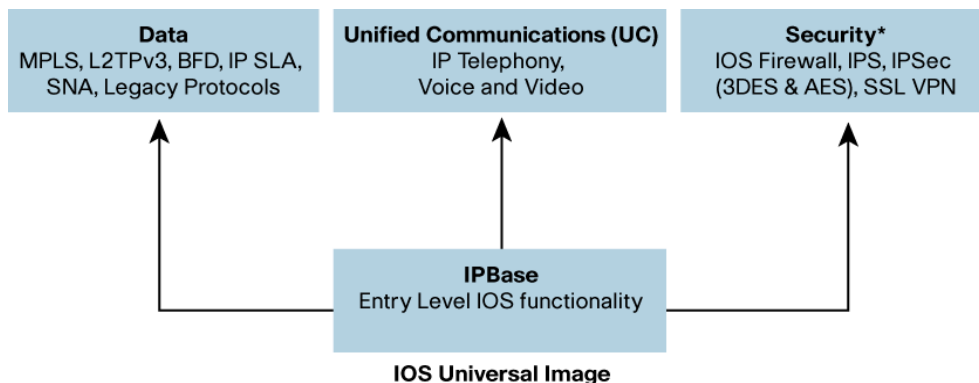 Data
MPLS, L2TPv3, BFD, IP SLA,
SNA, Legacy Protocols
Unified Communications (UC)
IP Telephony,
Voice and Video
Security*
IOS Firewall, IPS, IPSec
(3DES & AES), SSL VPN
IPBase
Entry Level IOS functionality
IOS Universal Image